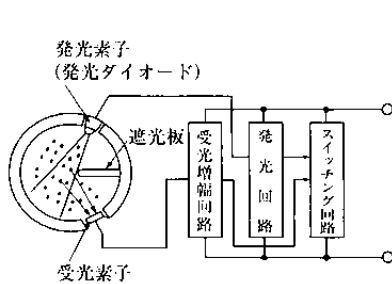 発光素子
(発光ダイオード)
遮光板
受光素子
受光増幅回路
発光回路
スイッチング回路